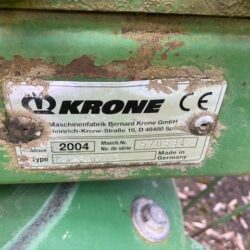 KRONE CE
Maschinenfabrik Bernard Krone GmbH
Heinrich-Krone-Straße 10, D 48480
2004 Masch.Nr.
No. de série
Type Made in
Germany